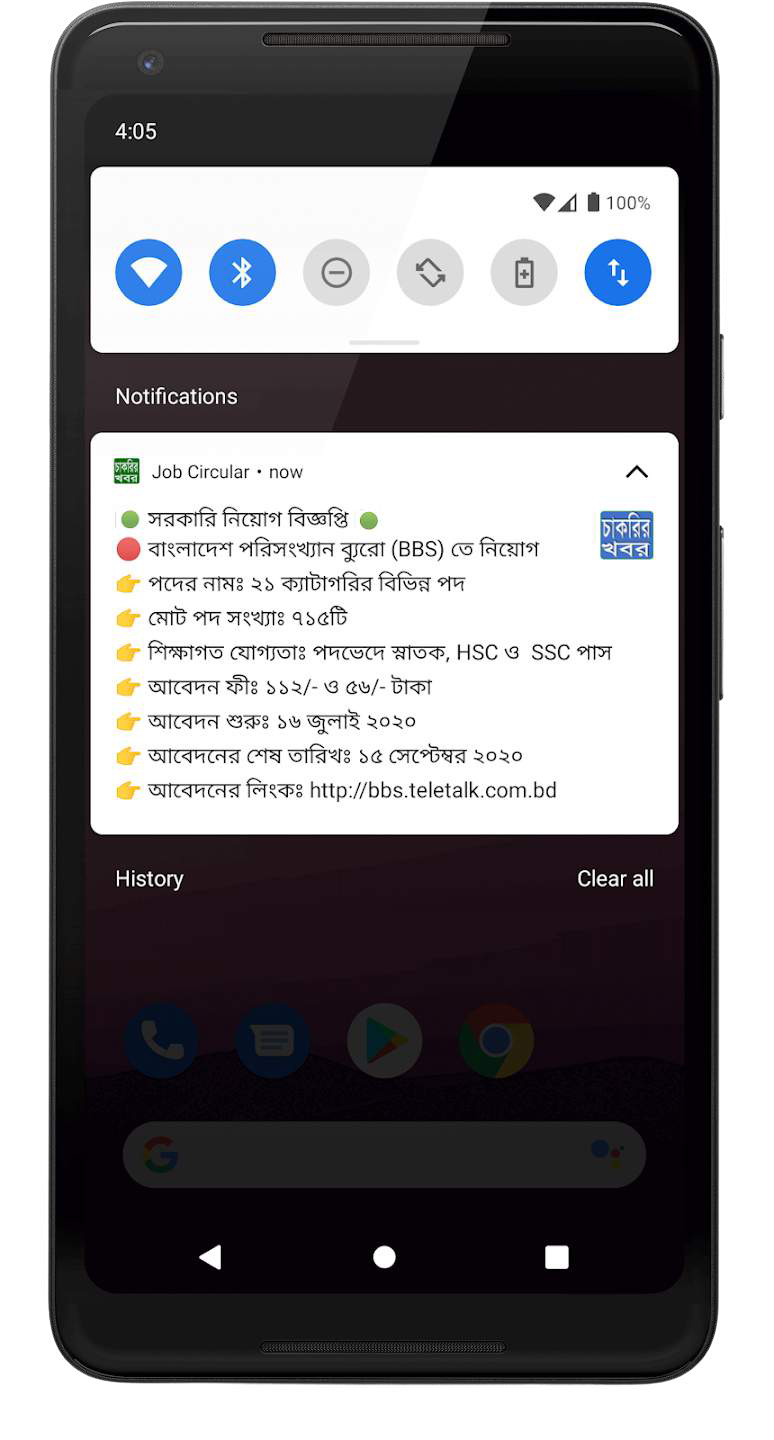 4:05
100%
Notifications
চাকরির খবর Job Circular • now
সরকারি নিয়োগ বিজ্ঞপ্তি
চাকরির
খবর
বাংলাদেশ পরিসংখ্যান ব্যুরো (BBS) তে নিয়োগ
পদের নামঃ ২১ ক্যাটাগরির বিভিন্ন পদ
মোট পদ সংখ্যাঃ ৭১৫টি
শিক্ষাগত যোগ্যতাঃ পদভেদে স্নাতক, HSC ও SSC পাস
আবেদন ফীঃ ১১২/- ও ৫৬/- টাকা
আবেদন শুরুঃ ১৬ জুলাই ২০২০
আবেদনের শেষ তারিখঃ ১৫ সেপ্টেম্বর ২০২০
আবেদনের লিংকঃ http://bbs.teletalk.com.bd
History
Clear all